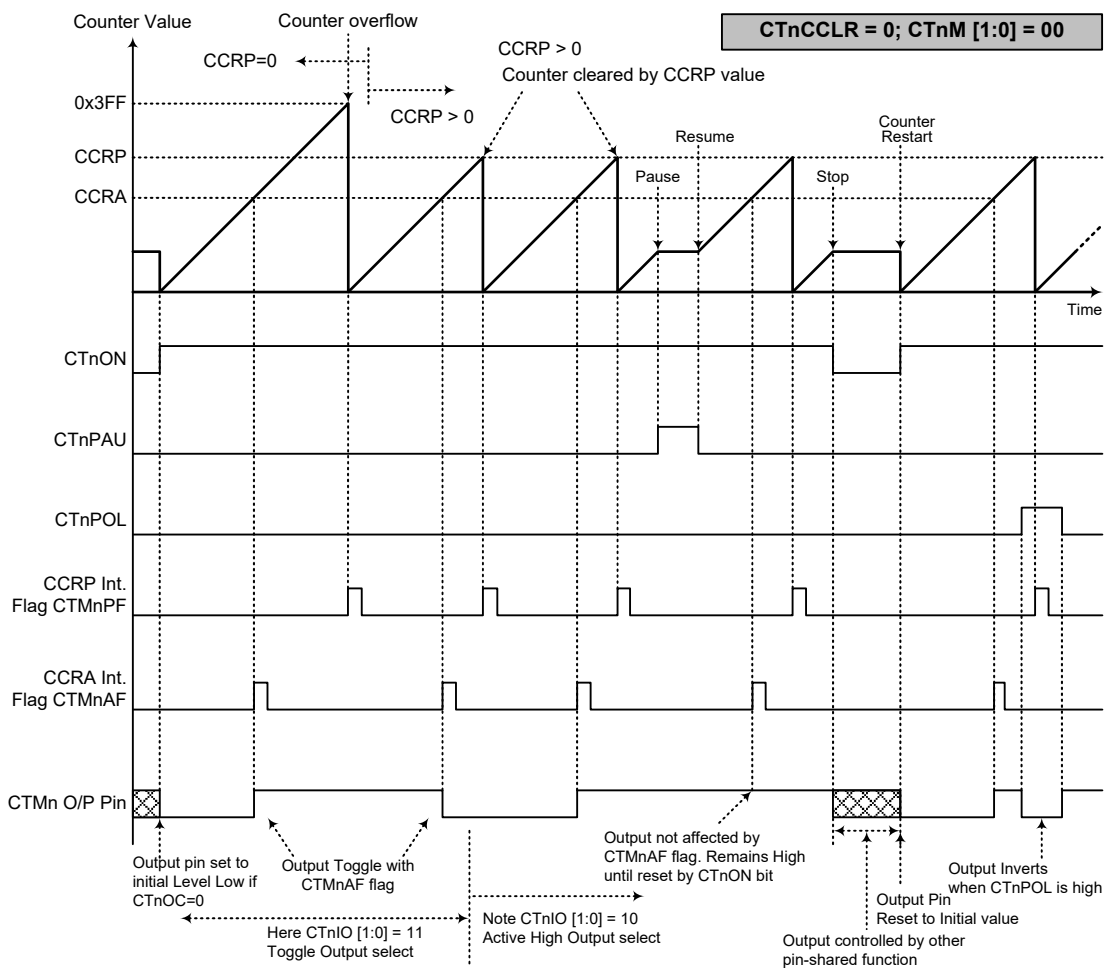 Counter Value
Counter overflow
CTnCCLR = 0; CTnM [1:0] = 00
CCRP=0
CCRP > 0
CCRP > 0
Counter cleared by CCRP value
0x3FF
CCRP
CCRA
Pause
Resume
Stop
Counter
Restart
Time
CTnON
CTnPAU
CTnPOL
CCRP Int.
Flag CTMnPF
CCRA Int.
Flag CTMnAF
CTMn O/P Pin
Output pin set to
initial Level Low if
CTnOC=0
Output Toggle with
CTMnAF flag
Here CTnIO [1:0] = 11
Toggle Output select
Note CTnIO [1:0] = 10
Active High Output select
Output not affected by
CTMnAF flag. Remains High
until reset by CTnON bit
Output controlled by other
pin-shared function
Output Pin
Reset to Initial value
Output Inverts
when CTnPOL is high